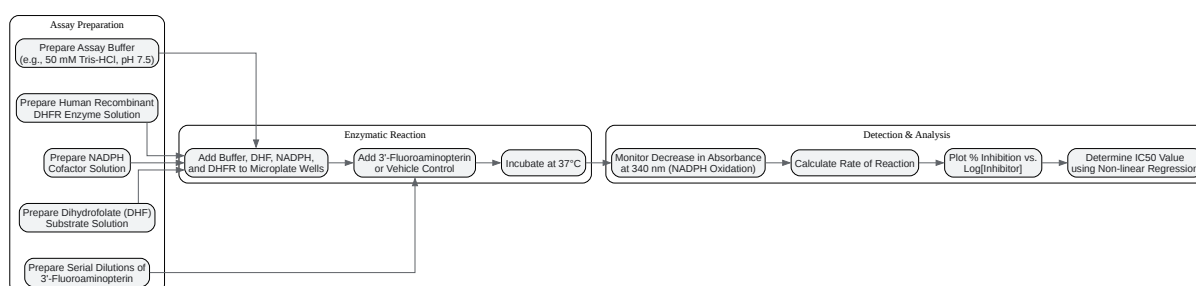 Assay Preparation
Prepare Assay Buffer
(e.g., 50 mM Tris-HCl, pH 7.5)
Prepare Human Recombinant
DHFR Enzyme Solution
Prepare NADPH
Cofactor Solution
Prepare Dihydrofolate (DHF)
Substrate Solution
Prepare Serial Dilutions of
3'-Fluoroaminopterin
Enzymatic Reaction
Add Buffer, DHF, NADPH,
and DHFR to Microplate Wells
Add 3'-Fluoroaminopterin
or Vehicle Control
Incubate at 37°C
Detection & Analysis
Monitor Decrease in Absorbance
at 340 nm (NADPH Oxidation)
Calculate Rate of Reaction
Plot % Inhibition vs.
Log[Inhibitor]
Determine IC50 Value
using Non-linear Regression